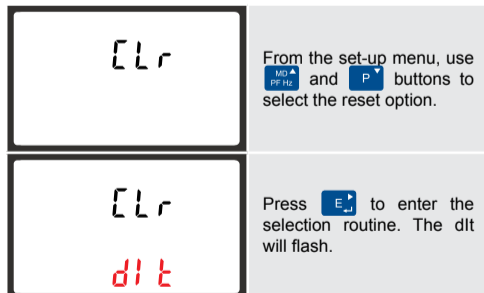 CLr
From the set-up menu, use
MD▲
PF Hz and P▼ buttons to
select the reset option.
CLr
dIt
Press E to enter the
selection routine. The dlt
will flash.